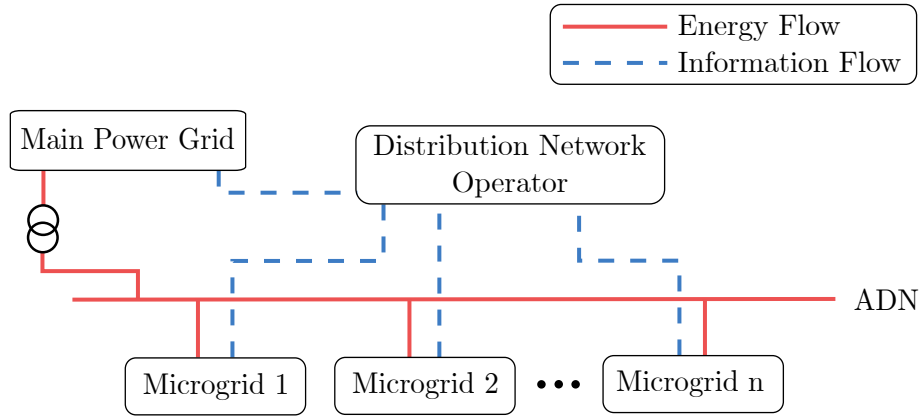 Energy Flow
Information Flow
Main Power Grid
Distribution Network
Operator
ADN
Microgrid 1
Microgrid 2
Microgrid n